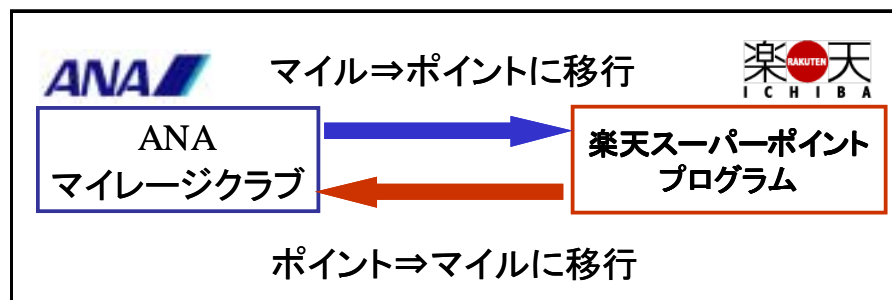 ANA
マイル⇒ポイントに移行
楽天
RAKUTEN
ICHIBA
ANA
マイレージクラブ
楽天スーパーポイント
プログラム
ポイント⇒マイルに移行